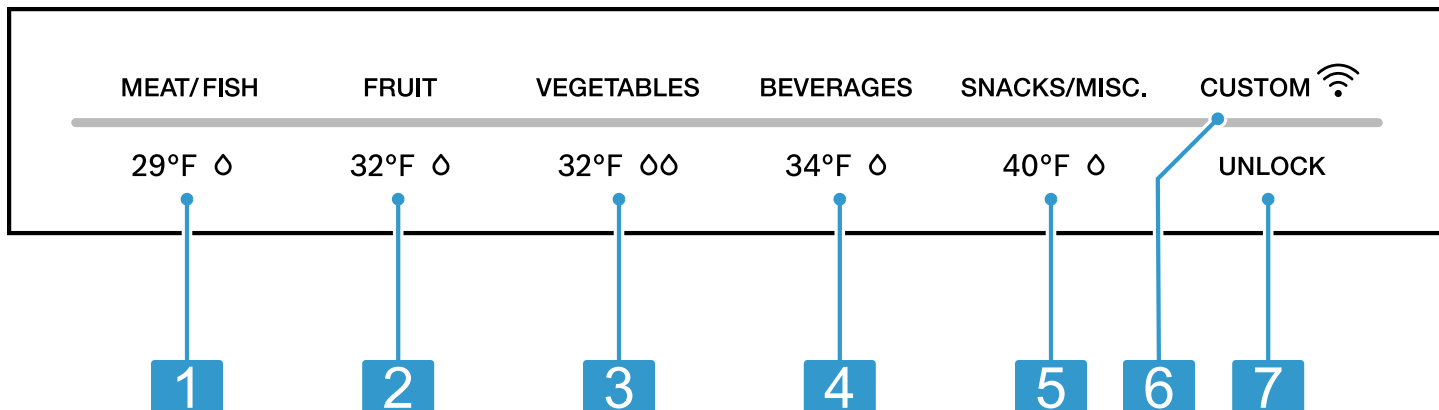 MEAT/FISH FRUIT VEGETABLES BEVERAGES SNACKS/MISC. CUSTOM
29°F 32°F 32°F 34°F 40°F UNLOCK
1 2 3 4 5 6 7